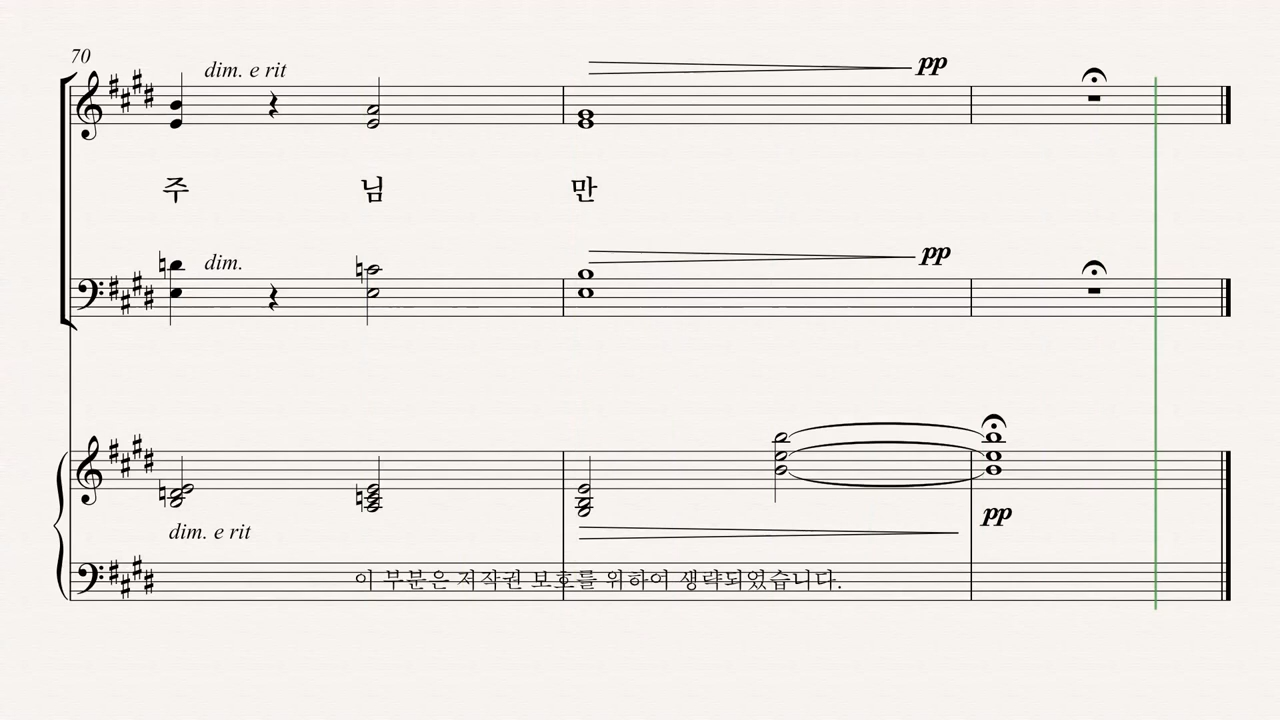 70
dim. e rit
pp
주 님 만
dim.
pp
pp
dim. e rit
이 부분은 저작권 보호를 위하여 생략되었습니다.